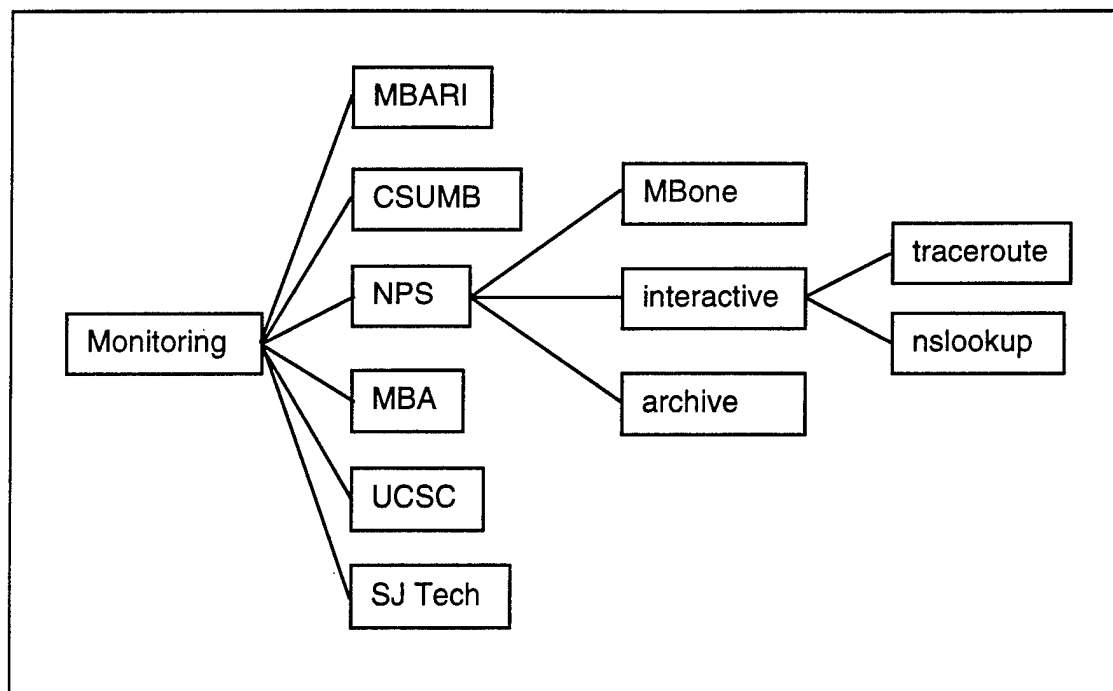 MBARI
CSUMB
MBone
traceroute
NPS
interactive
Monitoring
nslookup
MBA
archive
UCSC
SJ Tech